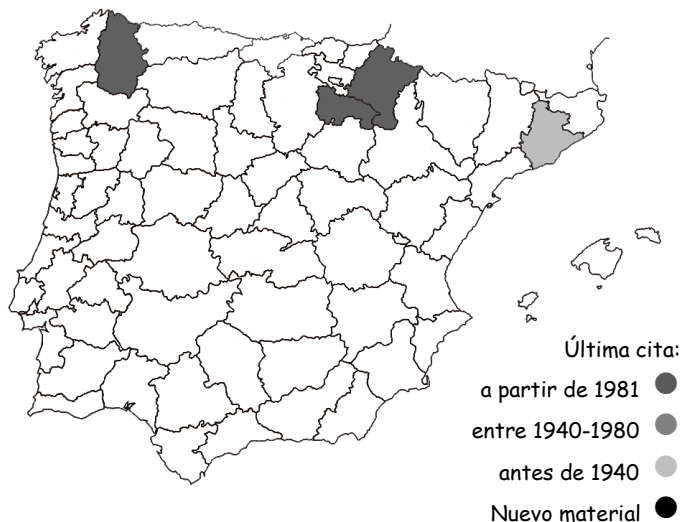 Última cita:
a partir de 1981
entre 1940-1980
antes de 1940
Nuevo material